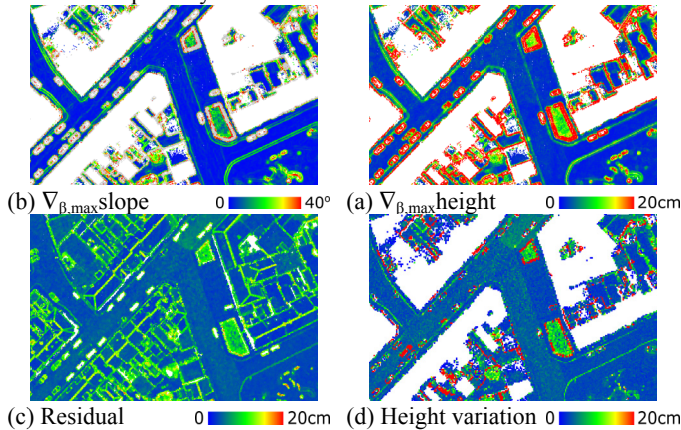 (b) ∇β,maxslope 0 40°
(a) ∇β,maxheight 0 20cm
(c) Residual 0 20cm
(d) Height variation 0 20cm